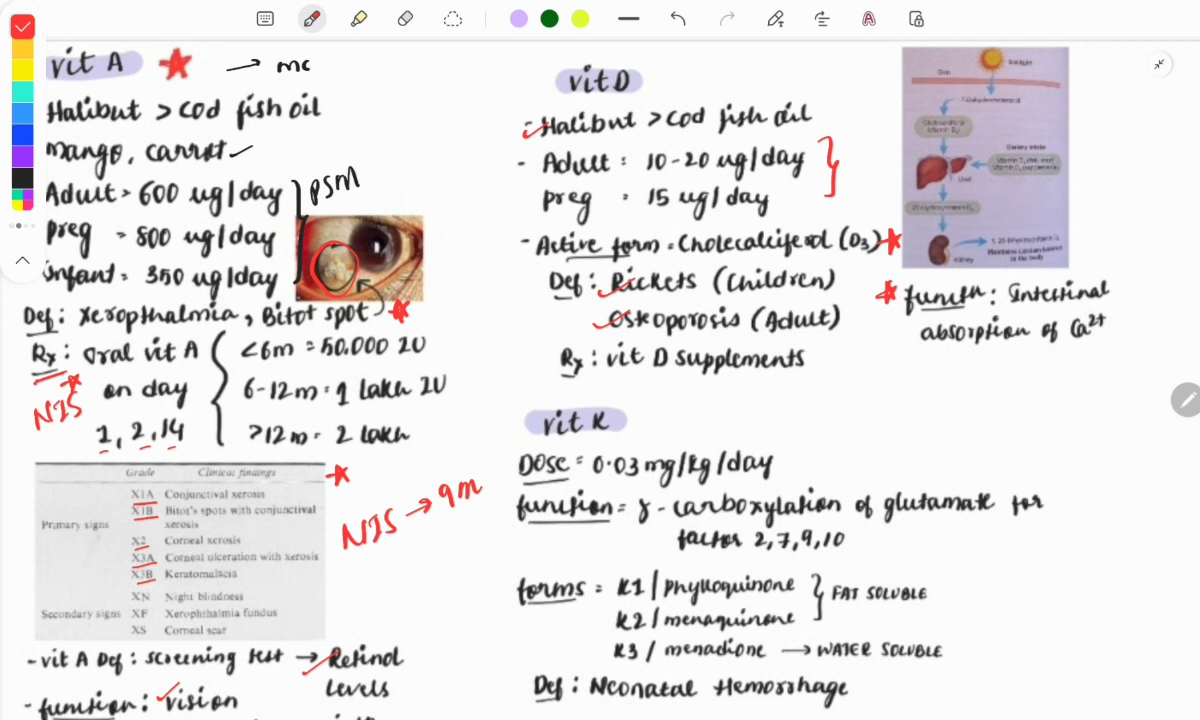 vit A
→ mc
Halibut > cod fish oil
mango, carrot
Adult > 600 ug/day
preg = 800 ug/day
infant = 350 ug/day
PSM
Def: xeropthalmia, Bitot spot
Rx: oral vit A
on day
1, 2, 14
<6m = 50.000 IU
6-12m = 1 lakh IU
>12m = 2 lakh
NIS
NIS → 9m
Grade Clinical findings
Primary signs
X1A Conjunctival xerosis
X1B Bitot's spots with conjunctival
xerosis
X2 Corneal xerosis
X3A Corneal ulceration with xerosis
X3B Keratomalacia
XN Night blindness
Secondary signs XF Xerophthalmia fundus
XS Corneal scar
- vit A Def: screening test → Retinol
levels
- function: vision
vit D
- Halibut > cod fish oil
- Adult : 10-20 ug/day
preg : 15 ug/day
- Active form = cholecalciferol (D3)
Def: Rickets (children)
Osteoporosis (Adult)
Rx: vit D supplements
Skin
Liver
Kidney
functn: Intestinal
absorption of Ca2+
vit K
Dose = 0.03 mg/kg/day
function = γ - carboxylation of glutamate for
factor 2,7,9,10
forms = K1 / phylloquinone
K2 / menaquinone
FAT SOLUBLE
K3 / menadione → WATER SOLUBLE
Def : Neonatal Hemorrhage